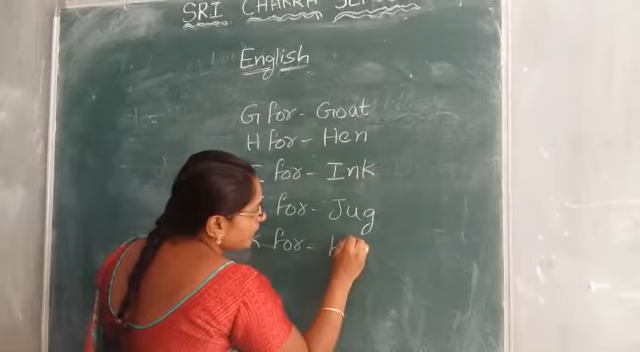 SRI CHAKRA
English
G for - Goat
H for - Hen
I for - Ink
for - Jug
K for -